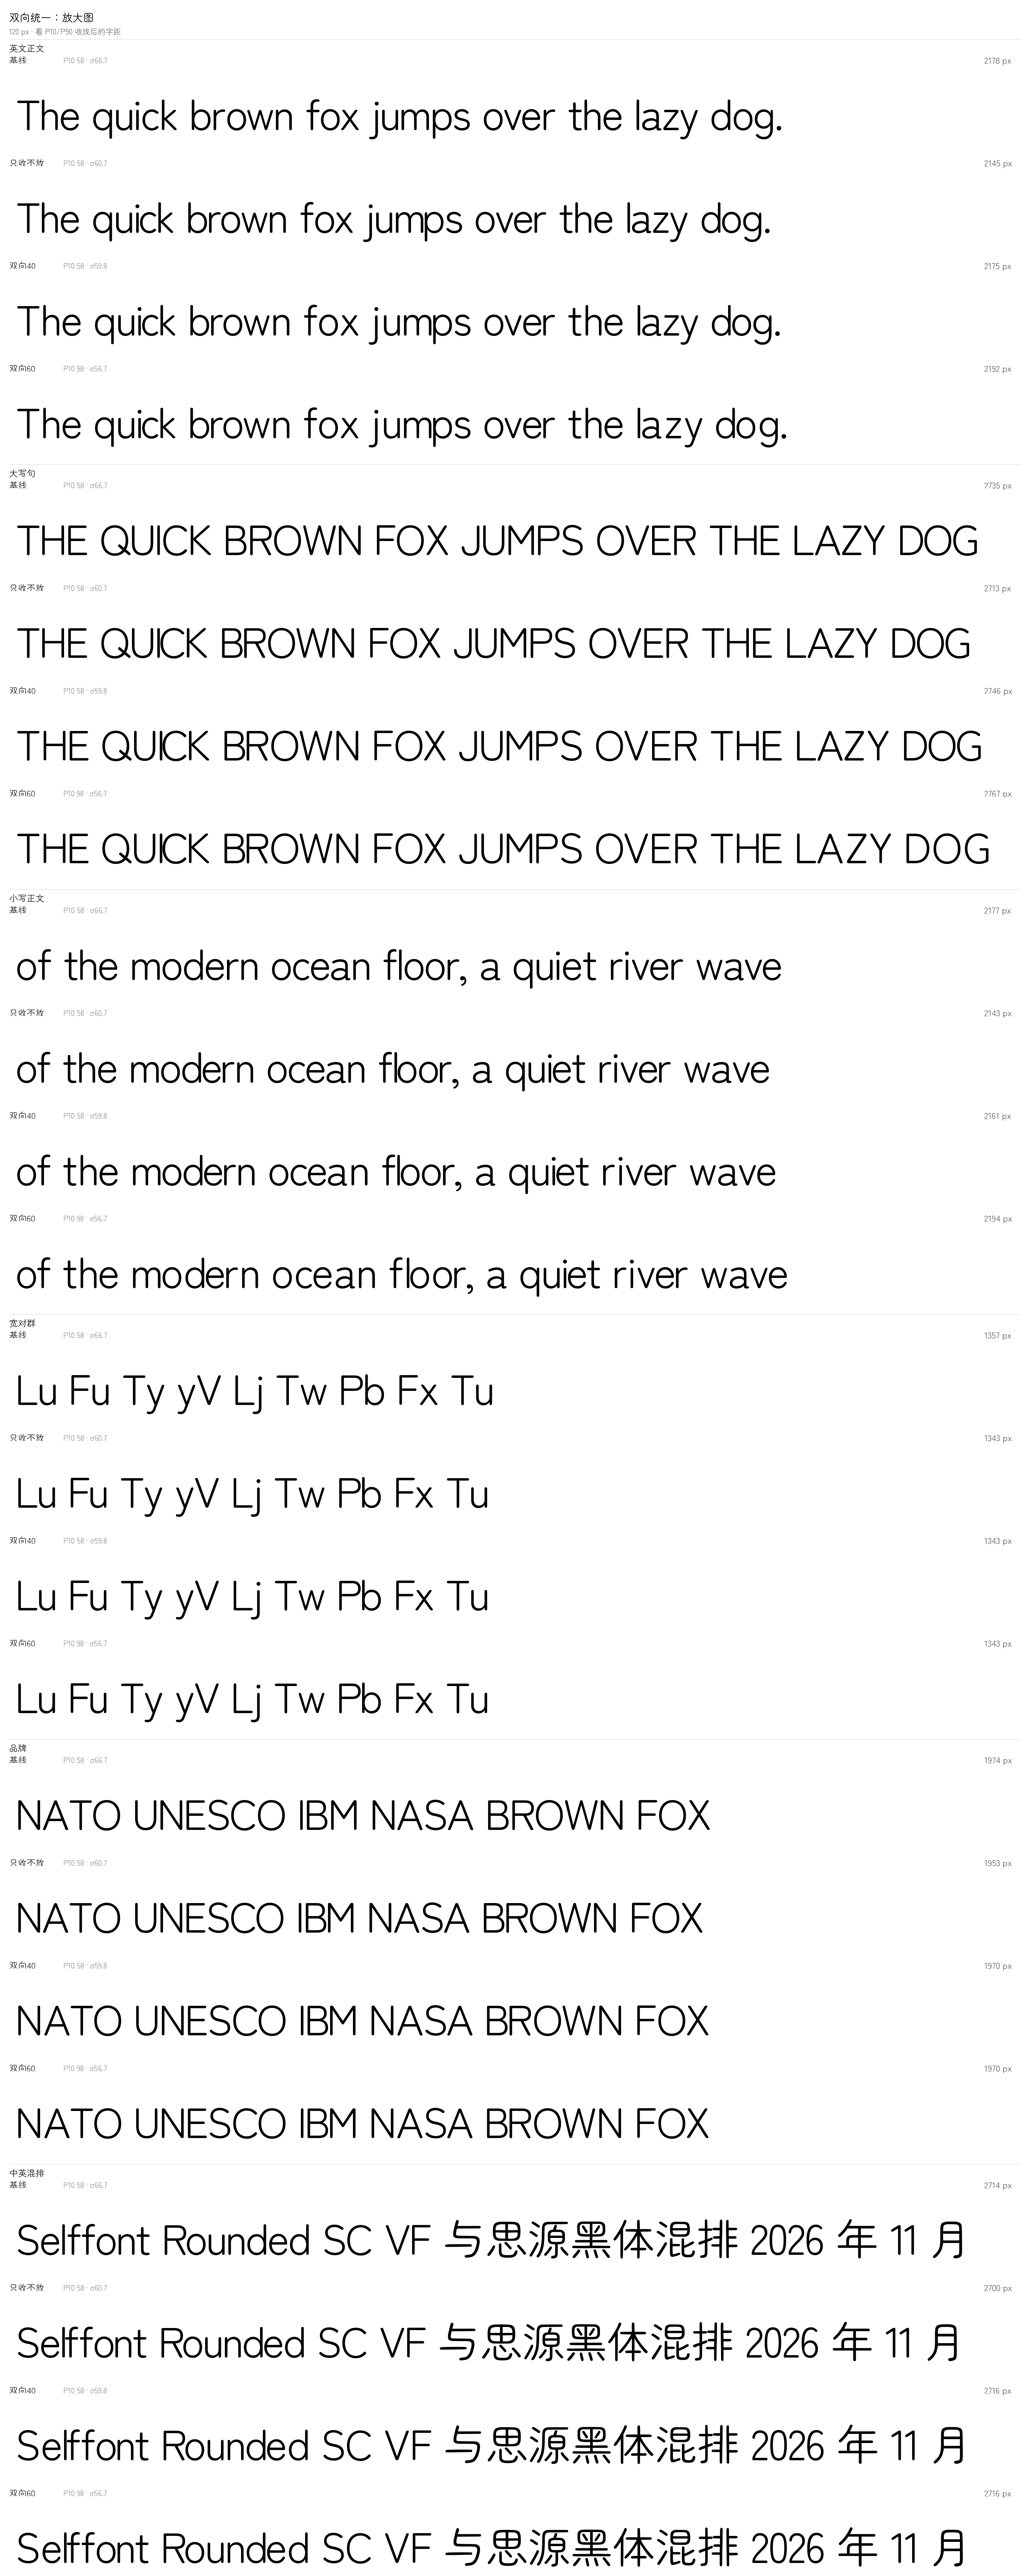 双向统一：放大图
120 px · 看 P10/P90 收拢后的字距
英文正文
基线 P10 58 · σ66.7 2178 px
The quick brown fox jumps over the lazy dog.
只收不放 P10 58 · σ60.7 2145 px
The quick brown fox jumps over the lazy dog.
双向40 P10 58 · σ59.8 2175 px
The quick brown fox jumps over the lazy dog.
双向60 P10 98 · σ56.7 2192 px
The quick brown fox jumps over the lazy dog.
大写句
基线 P10 58 · σ66.7 2735 px
THE QUICK BROWN FOX JUMPS OVER THE LAZY DOG
只收不放 P10 58 · σ60.7 2713 px
THE QUICK BROWN FOX JUMPS OVER THE LAZY DOG
双向40 P10 58 · σ59.8 2746 px
THE QUICK BROWN FOX JUMPS OVER THE LAZY DOG
双向60 P10 98 · σ56.7 2767 px
THE QUICK BROWN FOX JUMPS OVER THE LAZY DOG
小写正文
基线 P10 58 · σ66.7 2177 px
of the modern ocean floor, a quiet river wave
只收不放 P10 58 · σ60.7 2143 px
of the modern ocean floor, a quiet river wave
双向40 P10 58 · σ59.8 2161 px
of the modern ocean floor, a quiet river wave
双向60 P10 98 · σ56.7 2194 px
of the modern ocean floor, a quiet river wave
宽对群
基线 P10 58 · σ66.7 1357 px
Lu Fu Ty yV Lj Tw Pb Fx Tu
只收不放 P10 58 · σ60.7 1343 px
Lu Fu Ty yV Lj Tw Pb Fx Tu
双向40 P10 58 · σ59.8 1343 px
Lu Fu Ty yV Lj Tw Pb Fx Tu
双向60 P10 98 · σ56.7 1343 px
Lu Fu Ty yV Lj Tw Pb Fx Tu
品牌
基线 P10 58 · σ66.7 1974 px
NATO UNESCO IBM NASA BROWN FOX
只收不放 P10 58 · σ60.7 1953 px
NATO UNESCO IBM NASA BROWN FOX
双向40 P10 58 · σ59.8 1970 px
NATO UNESCO IBM NASA BROWN FOX
双向60 P10 98 · σ56.7 1970 px
NATO UNESCO IBM NASA BROWN FOX
中英混排
基线 P10 58 · σ66.7 2714 px
Selffont Rounded SC VF 与思源黑体混排 2026 年 11 月
只收不放 P10 58 · σ60.7 2700 px
Selffont Rounded SC VF 与思源黑体混排 2026 年 11 月
双向40 P10 58 · σ59.8 2716 px
Selffont Rounded SC VF 与思源黑体混排 2026 年 11 月
双向60 P10 98 · σ56.7 2716 px
Selffont Rounded SC VF 与思源黑体混排 2026 年 11 月